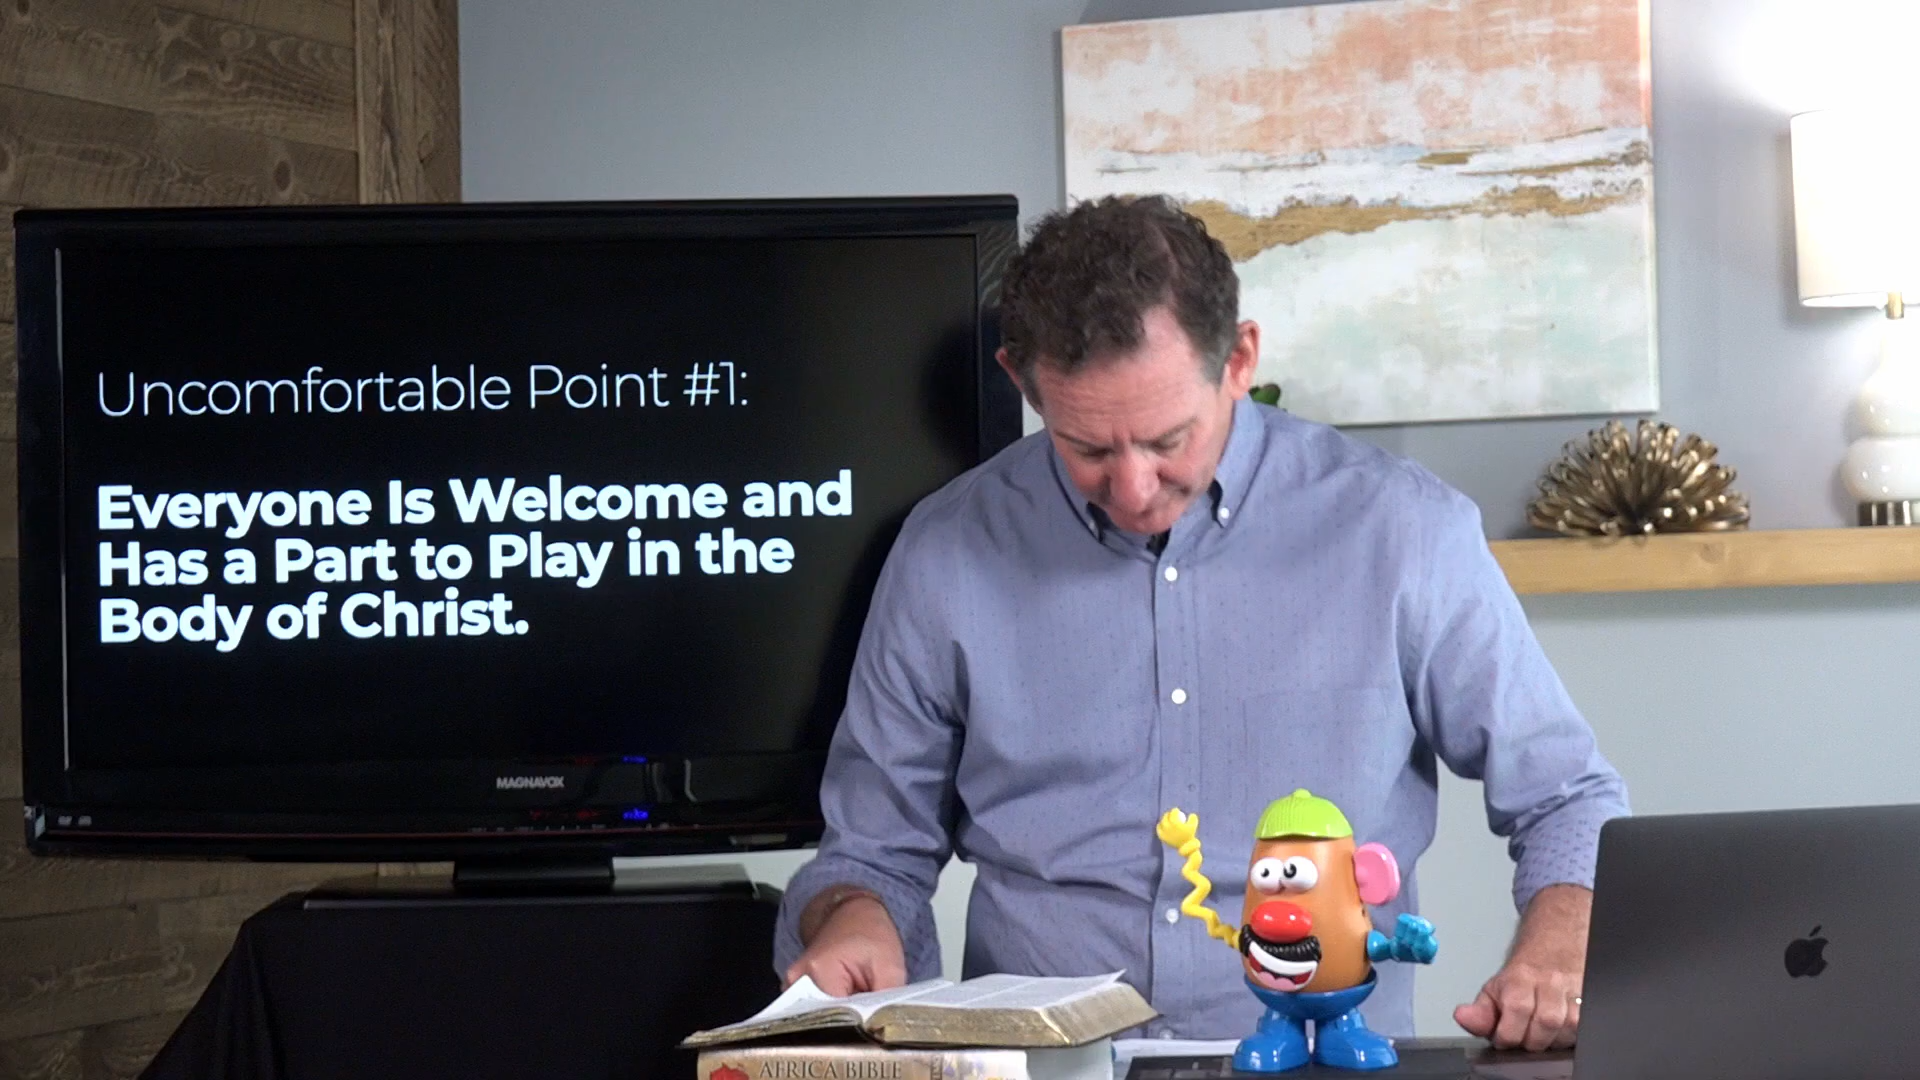 Uncomfortable Point #1:
Everyone Is Welcome and
Has a Part to Play in the
Body of Christ.
MAGNAVOX
AFRICA BIBLE